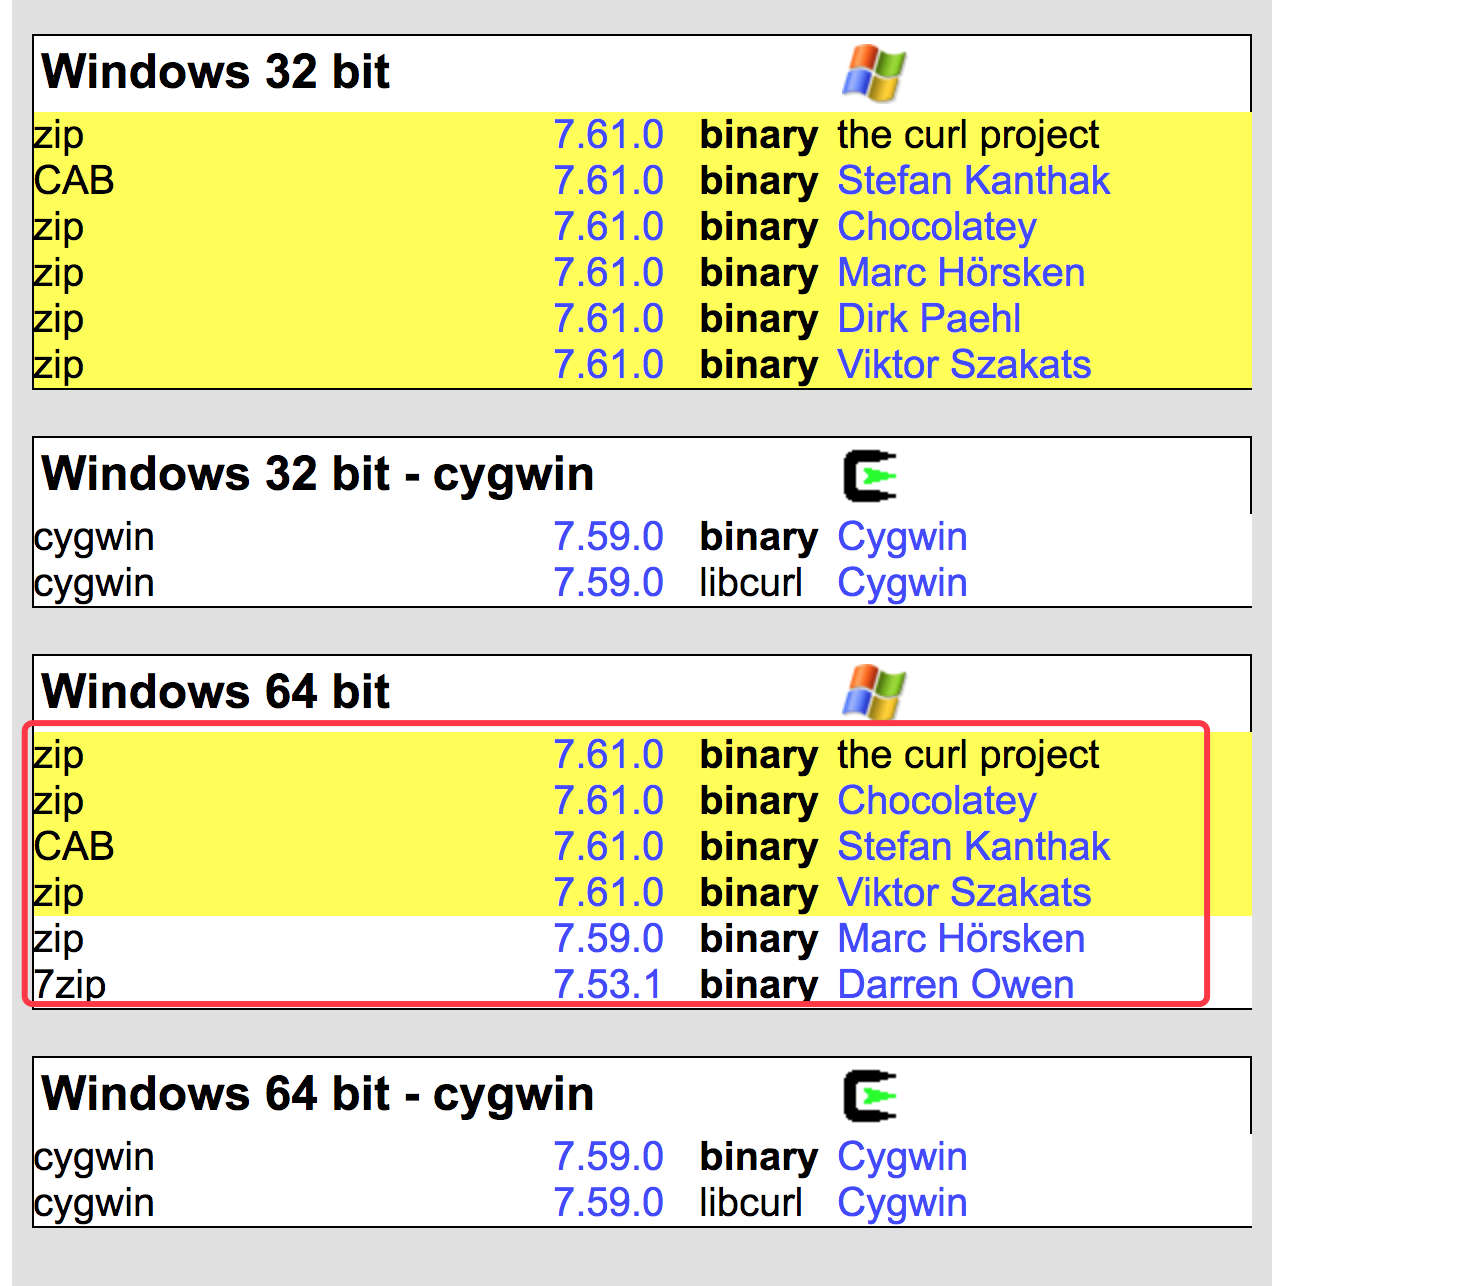 Windows 32 bit
zip 7.61.0 binary the curl project
CAB 7.61.0 binary Stefan Kanthak
zip 7.61.0 binary Chocolatey
zip 7.61.0 binary Marc Hörsken
zip 7.61.0 binary Dirk Paehl
zip 7.61.0 binary Viktor Szakats
Windows 32 bit - cygwin
cygwin 7.59.0 binary Cygwin
cygwin 7.59.0 libcurl Cygwin
Windows 64 bit
zip 7.61.0 binary the curl project
zip 7.61.0 binary Chocolatey
CAB 7.61.0 binary Stefan Kanthak
zip 7.61.0 binary Viktor Szakats
zip 7.59.0 binary Marc Hörsken
7zip 7.53.1 binary Darren Owen
Windows 64 bit - cygwin
cygwin 7.59.0 binary Cygwin
cygwin 7.59.0 libcurl Cygwin